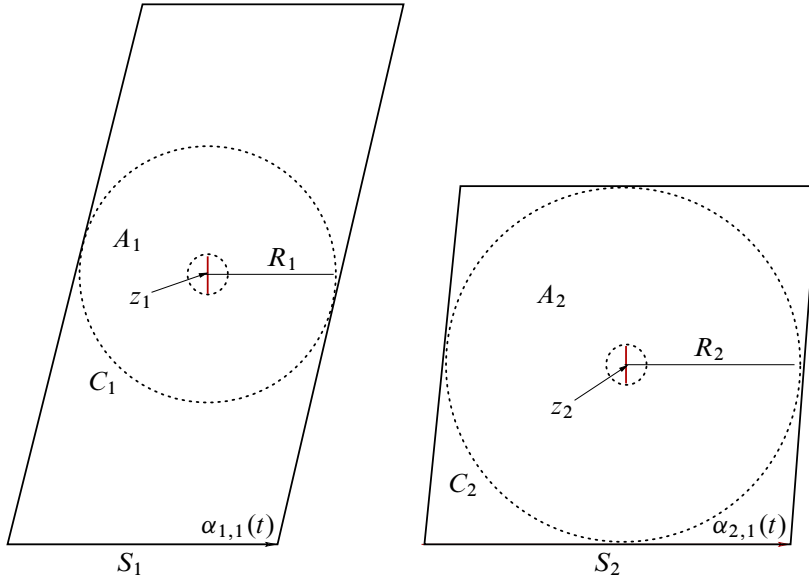 A₁
R₁
z₁
C₁
α₁,₁(t)
S₁
A₂
R₂
z₂
C₂
α₂,₁(t)
S₂